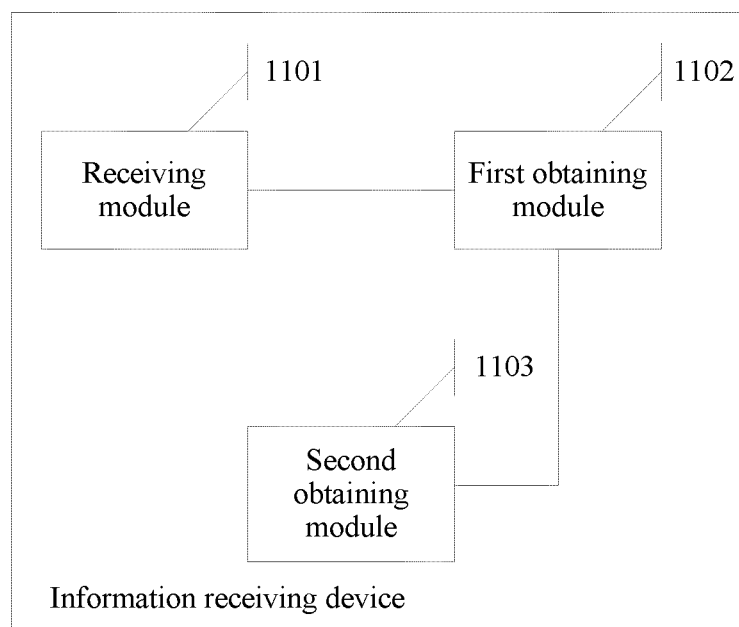 1101
1102
Receiving
module
First obtaining
module
1103
Second
obtaining
module
Information receiving device